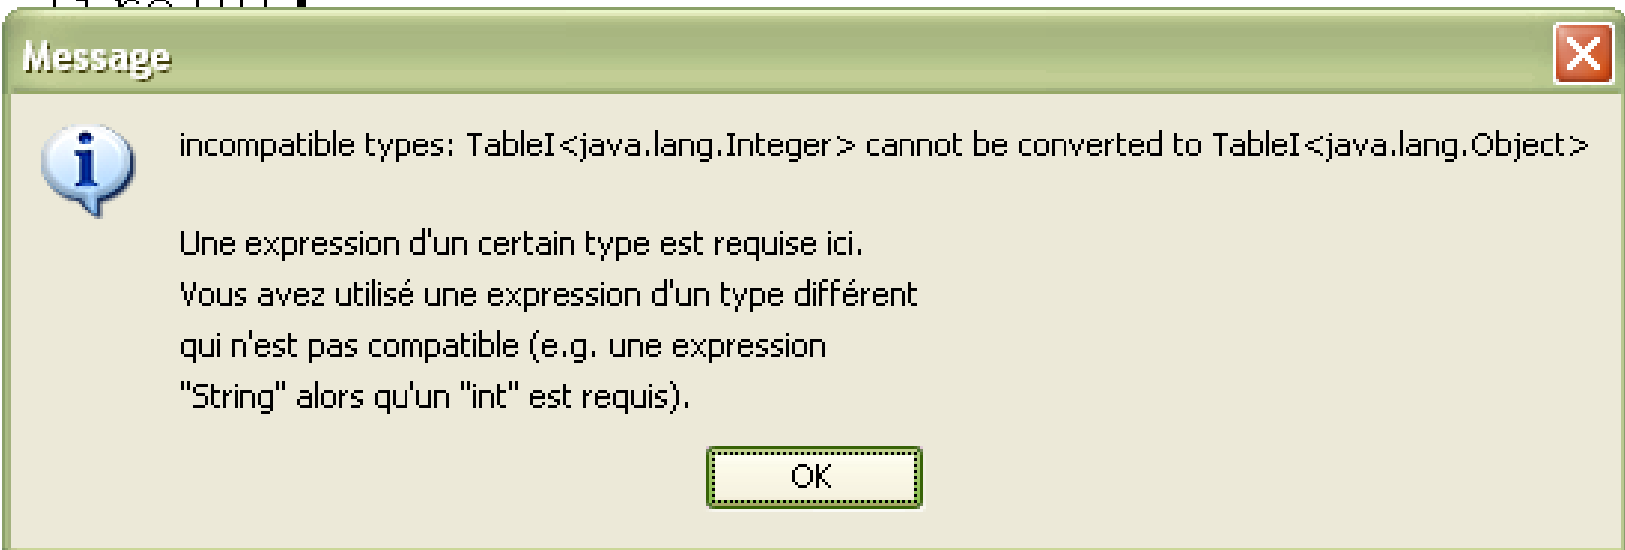 Message
incompatible types: TableI<java.lang.Integer> cannot be converted to TableI<java.lang.Object>
Une expression d'un certain type est requise ici.
Vous avez utilisé une expression d'un type différent
qui n'est pas compatible (e.g. une expression
"String" alors qu'un "int" est requis).
OK